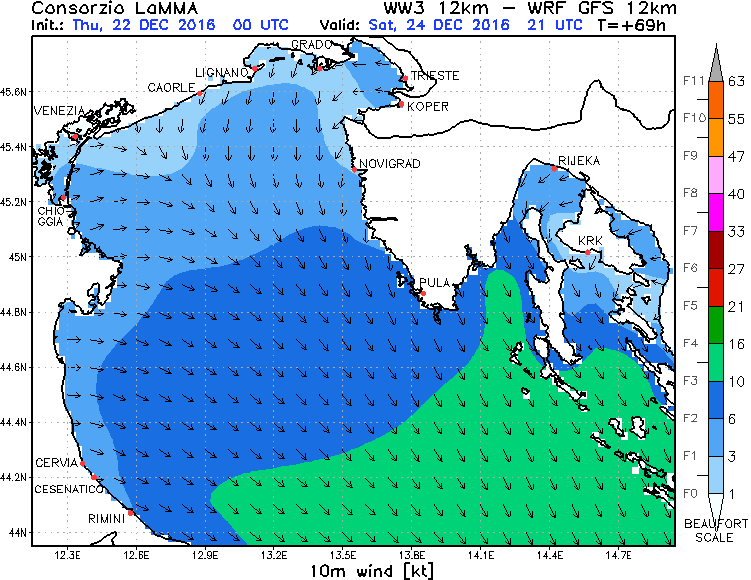 Consorzio LaMMA WW3 12km – WRF GFS 12km
Init.: Thu, 22 DEC 2016 00 UTC Valid: Sat, 24 DEC 2016 21 UTC T=+69h
GRADO
LIGNANO
TRIESTE
CAORLE
KOPER
VENEZIA
NOVIGRAD
RIJEKA
CHIO-
GGIA
KRK
PULA
CERVIA
CESENATICO
RIMINI
45.6N
45.4N
45.2N
45N
44.8N
44.6N
44.4N
44.2N
44N
12.3E 12.6E 12.9E 13.2E 13.5E 13.8E 14.1E 14.4E 14.7E
10m wind [kt]
F11 63
F10 55
F9 47
F8 40
F7 33
F6 27
F5 21
F4 16
F3 10
F2 6
F1 3
F0 1
BEAUFORT
SCALE